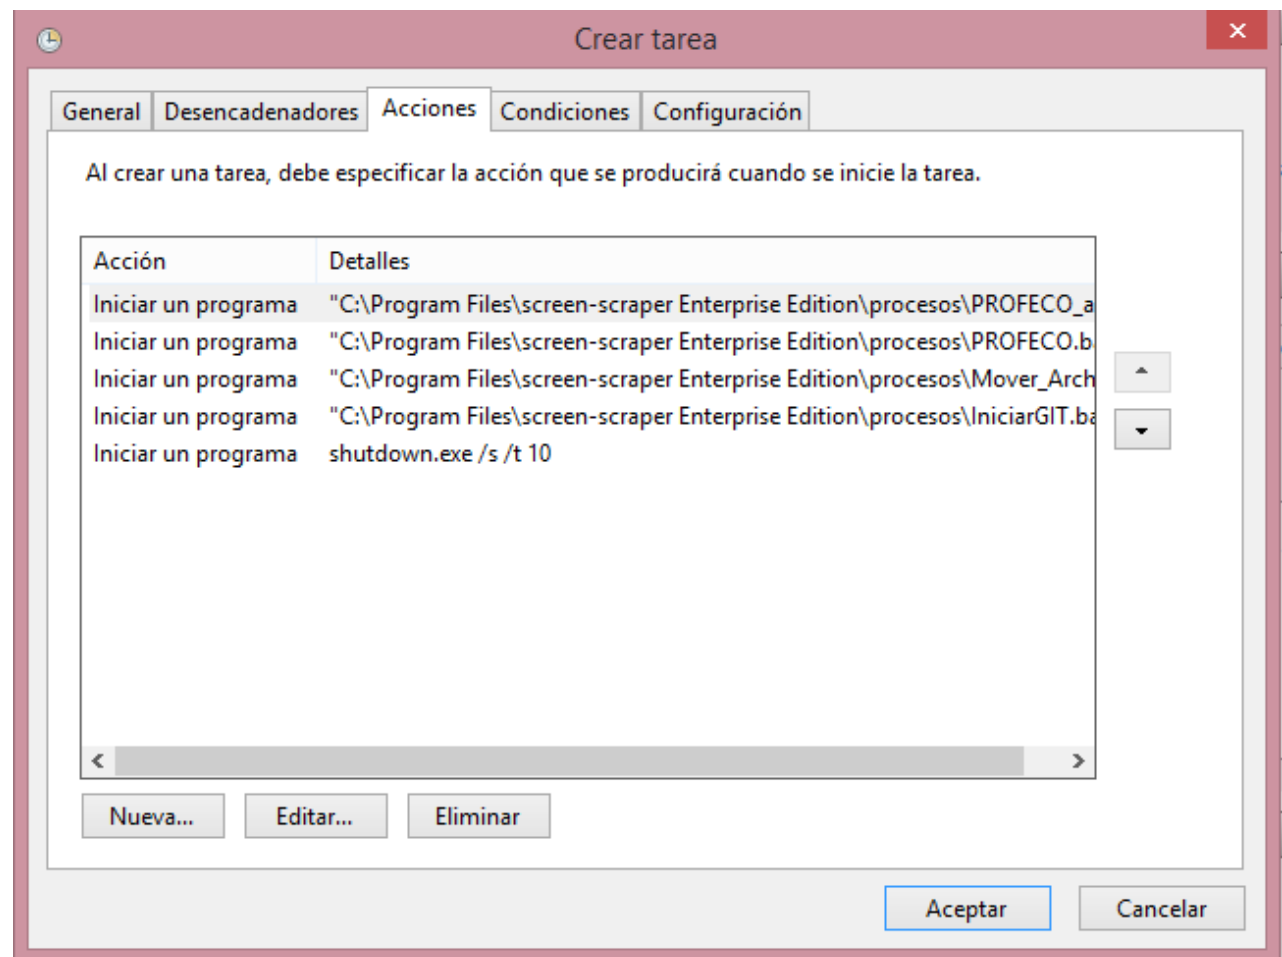 Crear tarea
General Desencadenadores Acciones Condiciones Configuración
Al crear una tarea, debe especificar la acción que se producirá cuando se inicie la tarea.
Acción Detalles
Iniciar un programa "C:\Program Files\screen-scraper Enterprise Edition\procesos\PROFECO_a
Iniciar un programa "C:\Program Files\screen-scraper Enterprise Edition\procesos\PROFECO.b
Iniciar un programa "C:\Program Files\screen-scraper Enterprise Edition\procesos\Mover_Arch
Iniciar un programa "C:\Program Files\screen-scraper Enterprise Edition\procesos\IniciarGIT.ba
Iniciar un programa shutdown.exe /s /t 10
Nueva... Editar... Eliminar
Aceptar Cancelar